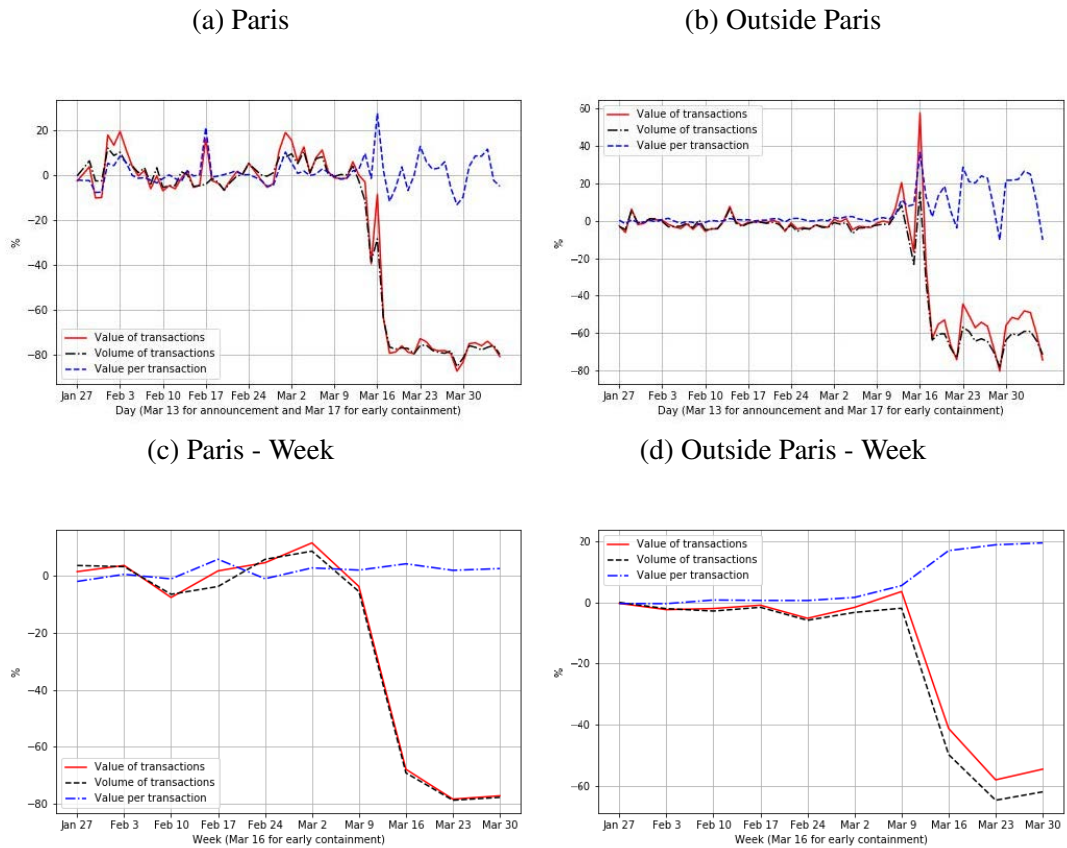 (a) Paris
(b) Outside Paris
20
0
−20
−40
−60
−80
%
Value of transactions
Volume of transactions
Value per transaction
Jan 27 Feb 3 Feb 10 Feb 17 Feb 24 Mar 2 Mar 9 Mar 16 Mar 23 Mar 30
Day (Mar 13 for announcement and Mar 17 for early containment)
60
40
20
0
−20
−40
−60
−80
%
Value of transactions
Volume of transactions
Value per transaction
Jan 27 Feb 3 Feb 10 Feb 17 Feb 24 Mar 2 Mar 9 Mar 16 Mar 23 Mar 30
Day (Mar 13 for announcement and Mar 17 for early containment)
(c) Paris - Week
(d) Outside Paris - Week
0
−20
−40
−60
−80
%
Value of transactions
Volume of transactions
Value per transaction
Jan 27 Feb 3 Feb 10 Feb 17 Feb 24 Mar 2 Mar 9 Mar 16 Mar 23 Mar 30
Week (Mar 16 for early containment)
20
0
−20
−40
−60
%
Value of transactions
Volume of transactions
Value per transaction
Jan 27 Feb 3 Feb 10 Feb 17 Feb 24 Mar 2 Mar 9 Mar 16 Mar 23 Mar 30
Week (Mar 16 for early containment)